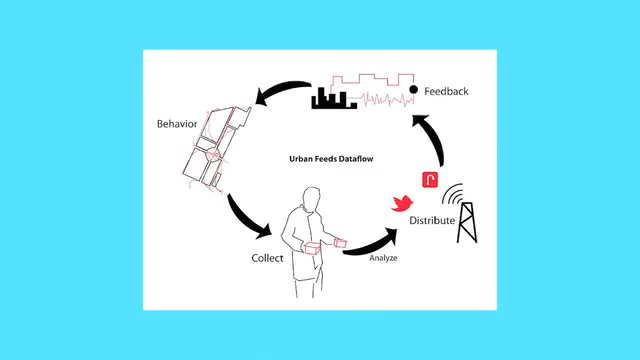 Feedback
Behavior
Urban Feeds Dataflow
Distribute
Collect
Analyze